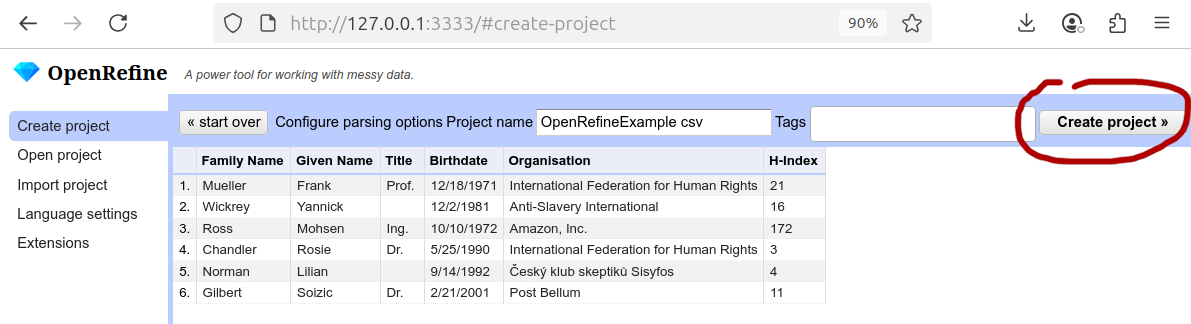 http://127.0.0.1:3333/#create-project 90%
OpenRefine A power tool for working with messy data.
Create project
Open project
Import project
Language settings
Extensions
« start over Configure parsing options Project name OpenRefineExample csv Tags Create project »
Family Name Given Name Title Birthdate Organisation H-Index
1. Mueller Frank Prof. 12/18/1971 International Federation for Human Rights 21
2. Wickrey Yannick 12/2/1981 Anti-Slavery International 16
3. Ross Mohsen Ing. 10/10/1972 Amazon, Inc. 172
4. Chandler Rosie Dr. 5/25/1990 International Federation for Human Rights 3
5. Norman Lilian 9/14/1992 Český klub skeptiků Sisyfos 4
6. Gilbert Soizic Dr. 2/21/2001 Post Bellum 11